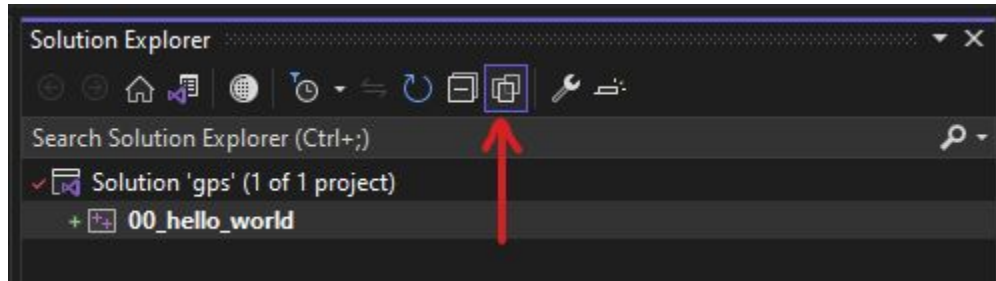 Solution Explorer
Search Solution Explorer (Ctrl+;)
Solution 'gps' (1 of 1 project)
00_hello_world